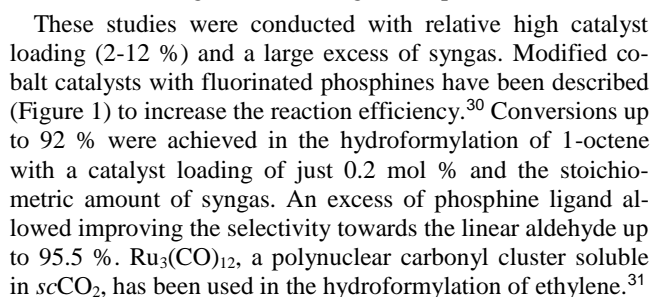 These studies were conducted with relative high catalyst
loading (2-12 %) and a large excess of syngas. Modified co-
balt catalysts with fluorinated phosphines have been described
(Figure 1) to increase the reaction efficiency.³⁰ Conversions up
to 92 % were achieved in the hydroformylation of 1-octene
with a catalyst loading of just 0.2 mol % and the stoichio-
metric amount of syngas. An excess of phosphine ligand al-
lowed improving the selectivity towards the linear aldehyde up
to 95.5 %. Ru₃(CO)₁₂, a polynuclear carbonyl cluster soluble
in scCO₂, has been used in the hydroformylation of ethylene.³¹